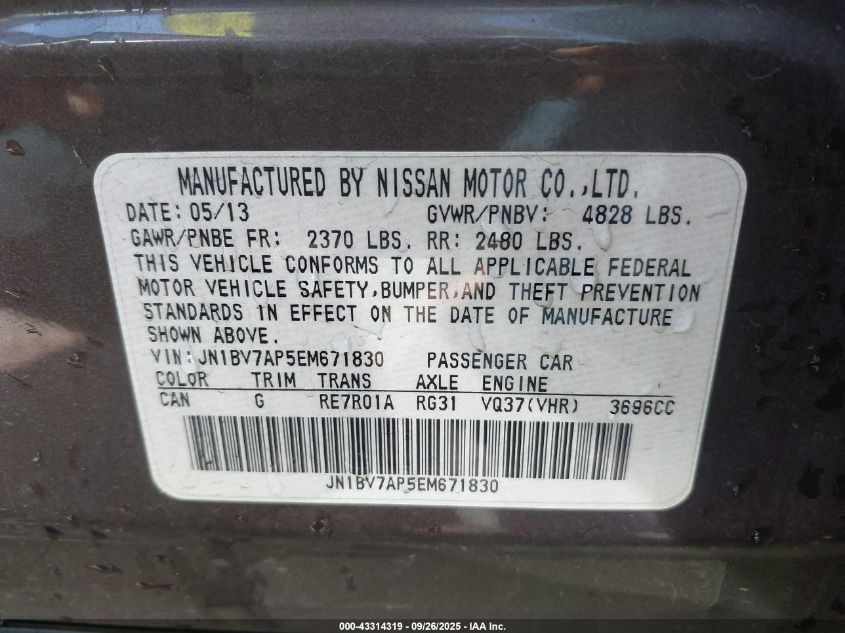 MANUFACTURED BY NISSAN MOTOR CO.,LTD.
DATE: 05/13 GVWR/PNBV: 4828 LBS.
GAWR/PNBE FR: 2370 LBS. RR: 2480 LBS.
THIS VEHICLE CONFORMS TO ALL APPLICABLE FEDERAL
MOTOR VEHICLE SAFETY,BUMPER,AND THEFT PREVENTION
STANDARDS IN EFFECT ON THE DATE OF MANUFACTURE
SHOWN ABOVE.
VIN:JN1BV7AP5EM671830 PASSENGER CAR
COLOR TRIM TRANS AXLE ENGINE
CAN G RE7R01A RG31 VQ37(VHR) 3696CC
JN1BV7AP5EM671830
000-43314319 - 09/26/2025 - IAA Inc.